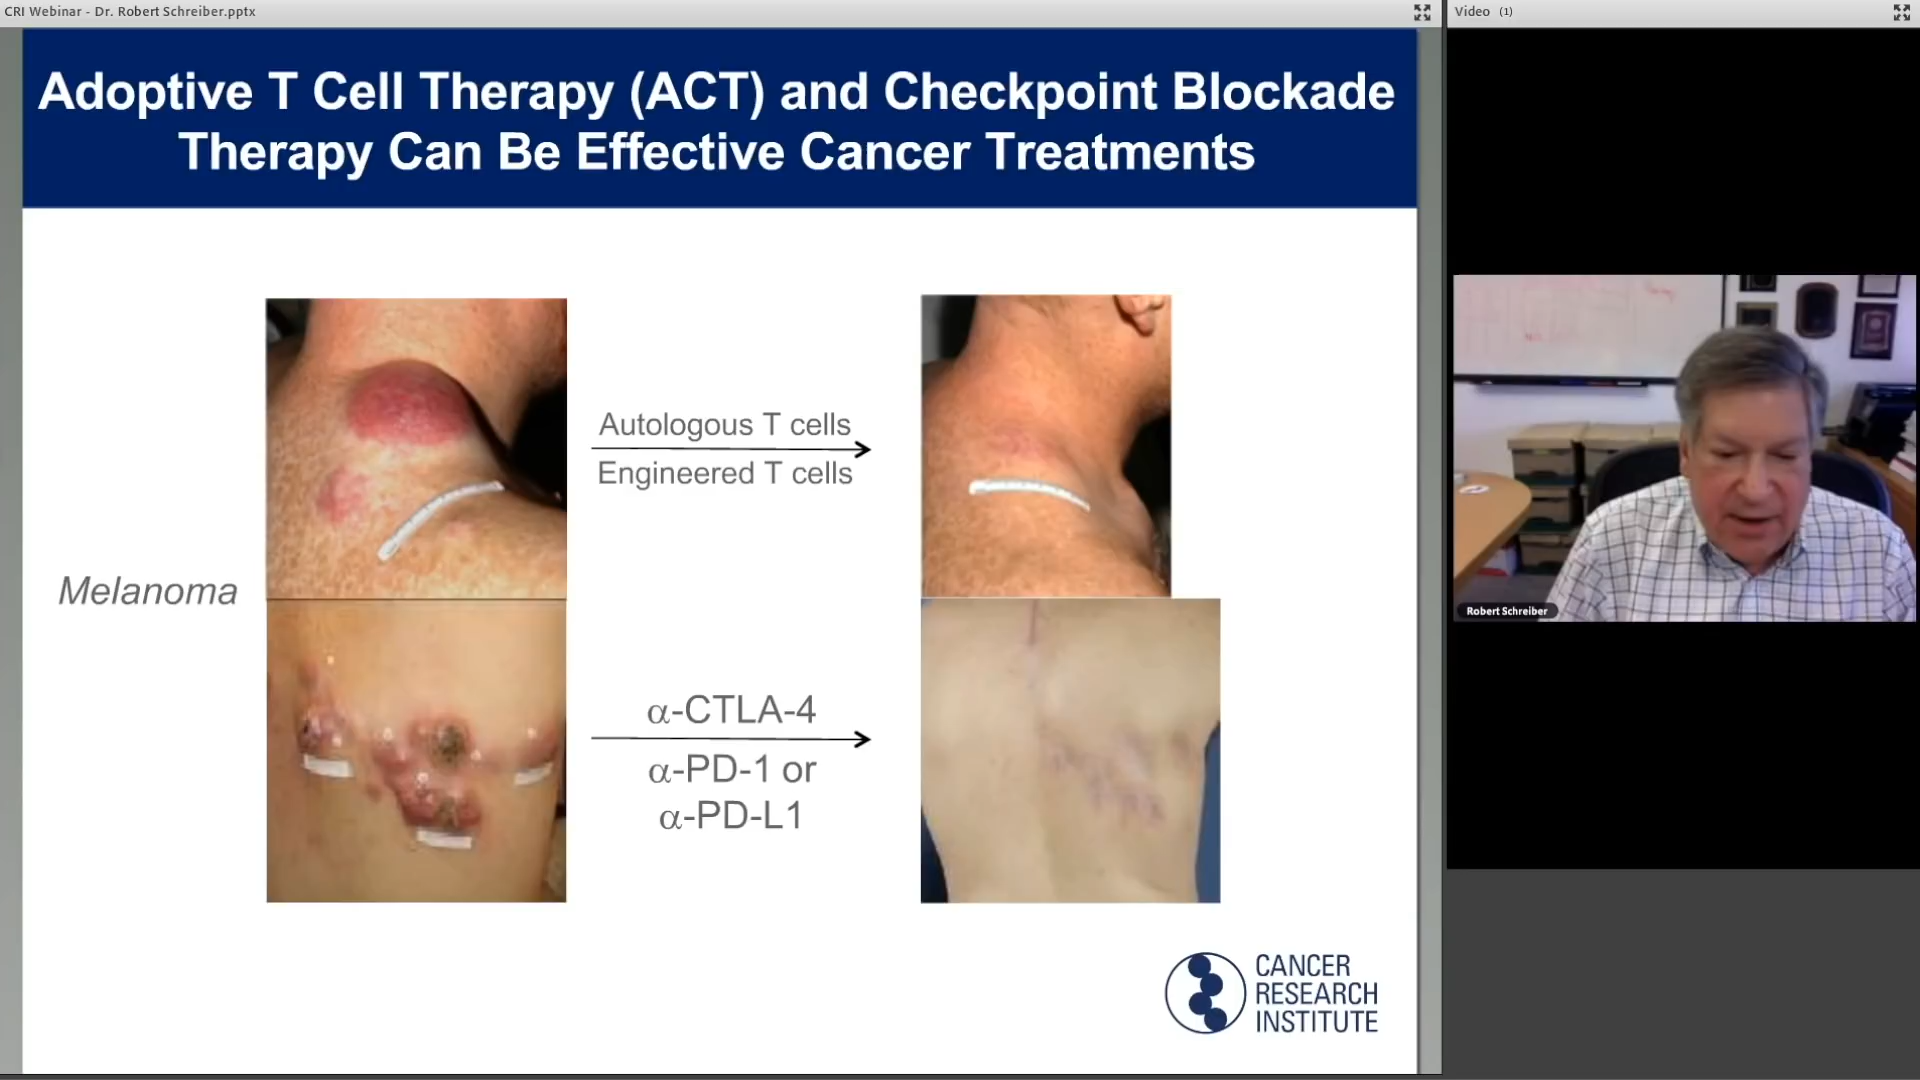 CRI Webinar - Dr. Robert Schreiber.pptx
Video (1)
Adoptive T Cell Therapy (ACT) and Checkpoint Blockade
Therapy Can Be Effective Cancer Treatments
Autologous T cells
Engineered T cells
Melanoma
α-CTLA-4
α-PD-1 or
α-PD-L1
CANCER
RESEARCH
INSTITUTE
Robert Schreiber